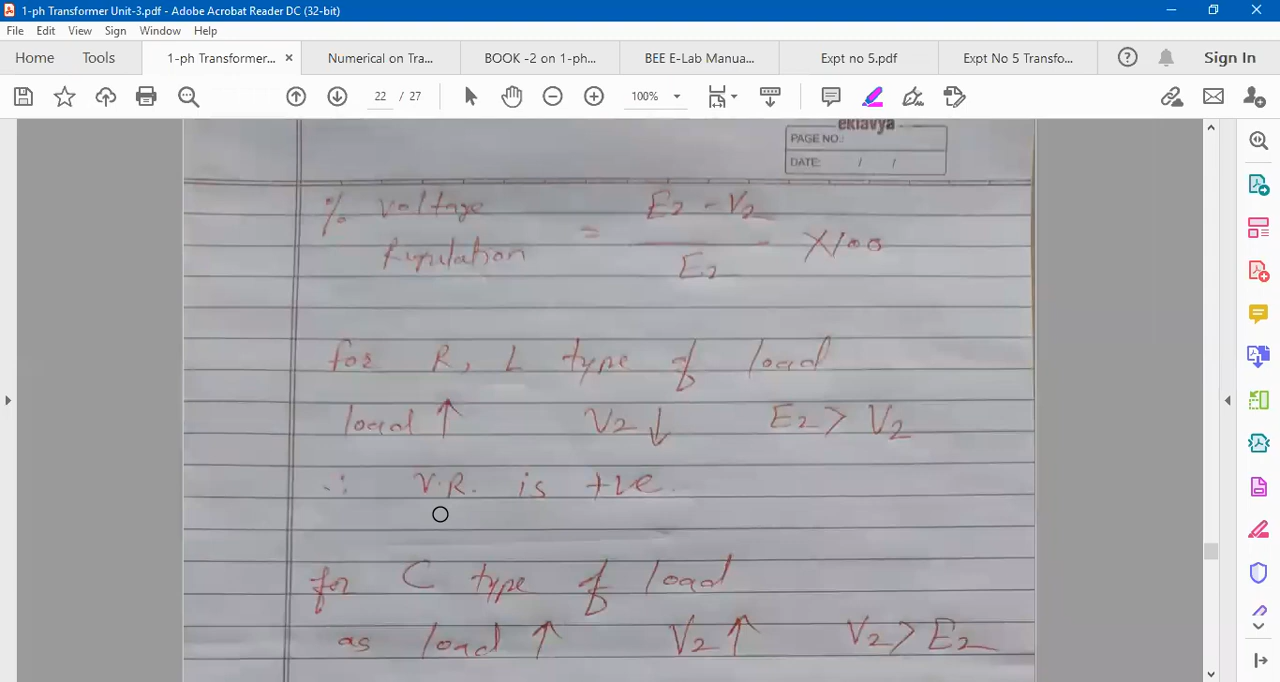 1-ph Transformer Unit-3.pdf - Adobe Acrobat Reader DC (32-bit)
File Edit View Sign Window Help
Home Tools 1-ph Transformer... × Numerical on Tra... BOOK -2 on 1-ph... BEE E-Lab Manua... Expt no 5.pdf Expt No 5 Transfo... Sign In
22 / 27 100%
eklavya
PAGE NO.:
DATE: / /
% voltage Regulation = E2 - V2 / E2 X100
for R, L type of load
load ↑ V2 ↓ E2 > V2
∴ V.R. is +ve.
for C type of load
as load ↑ V2 ↑ V2 > E2